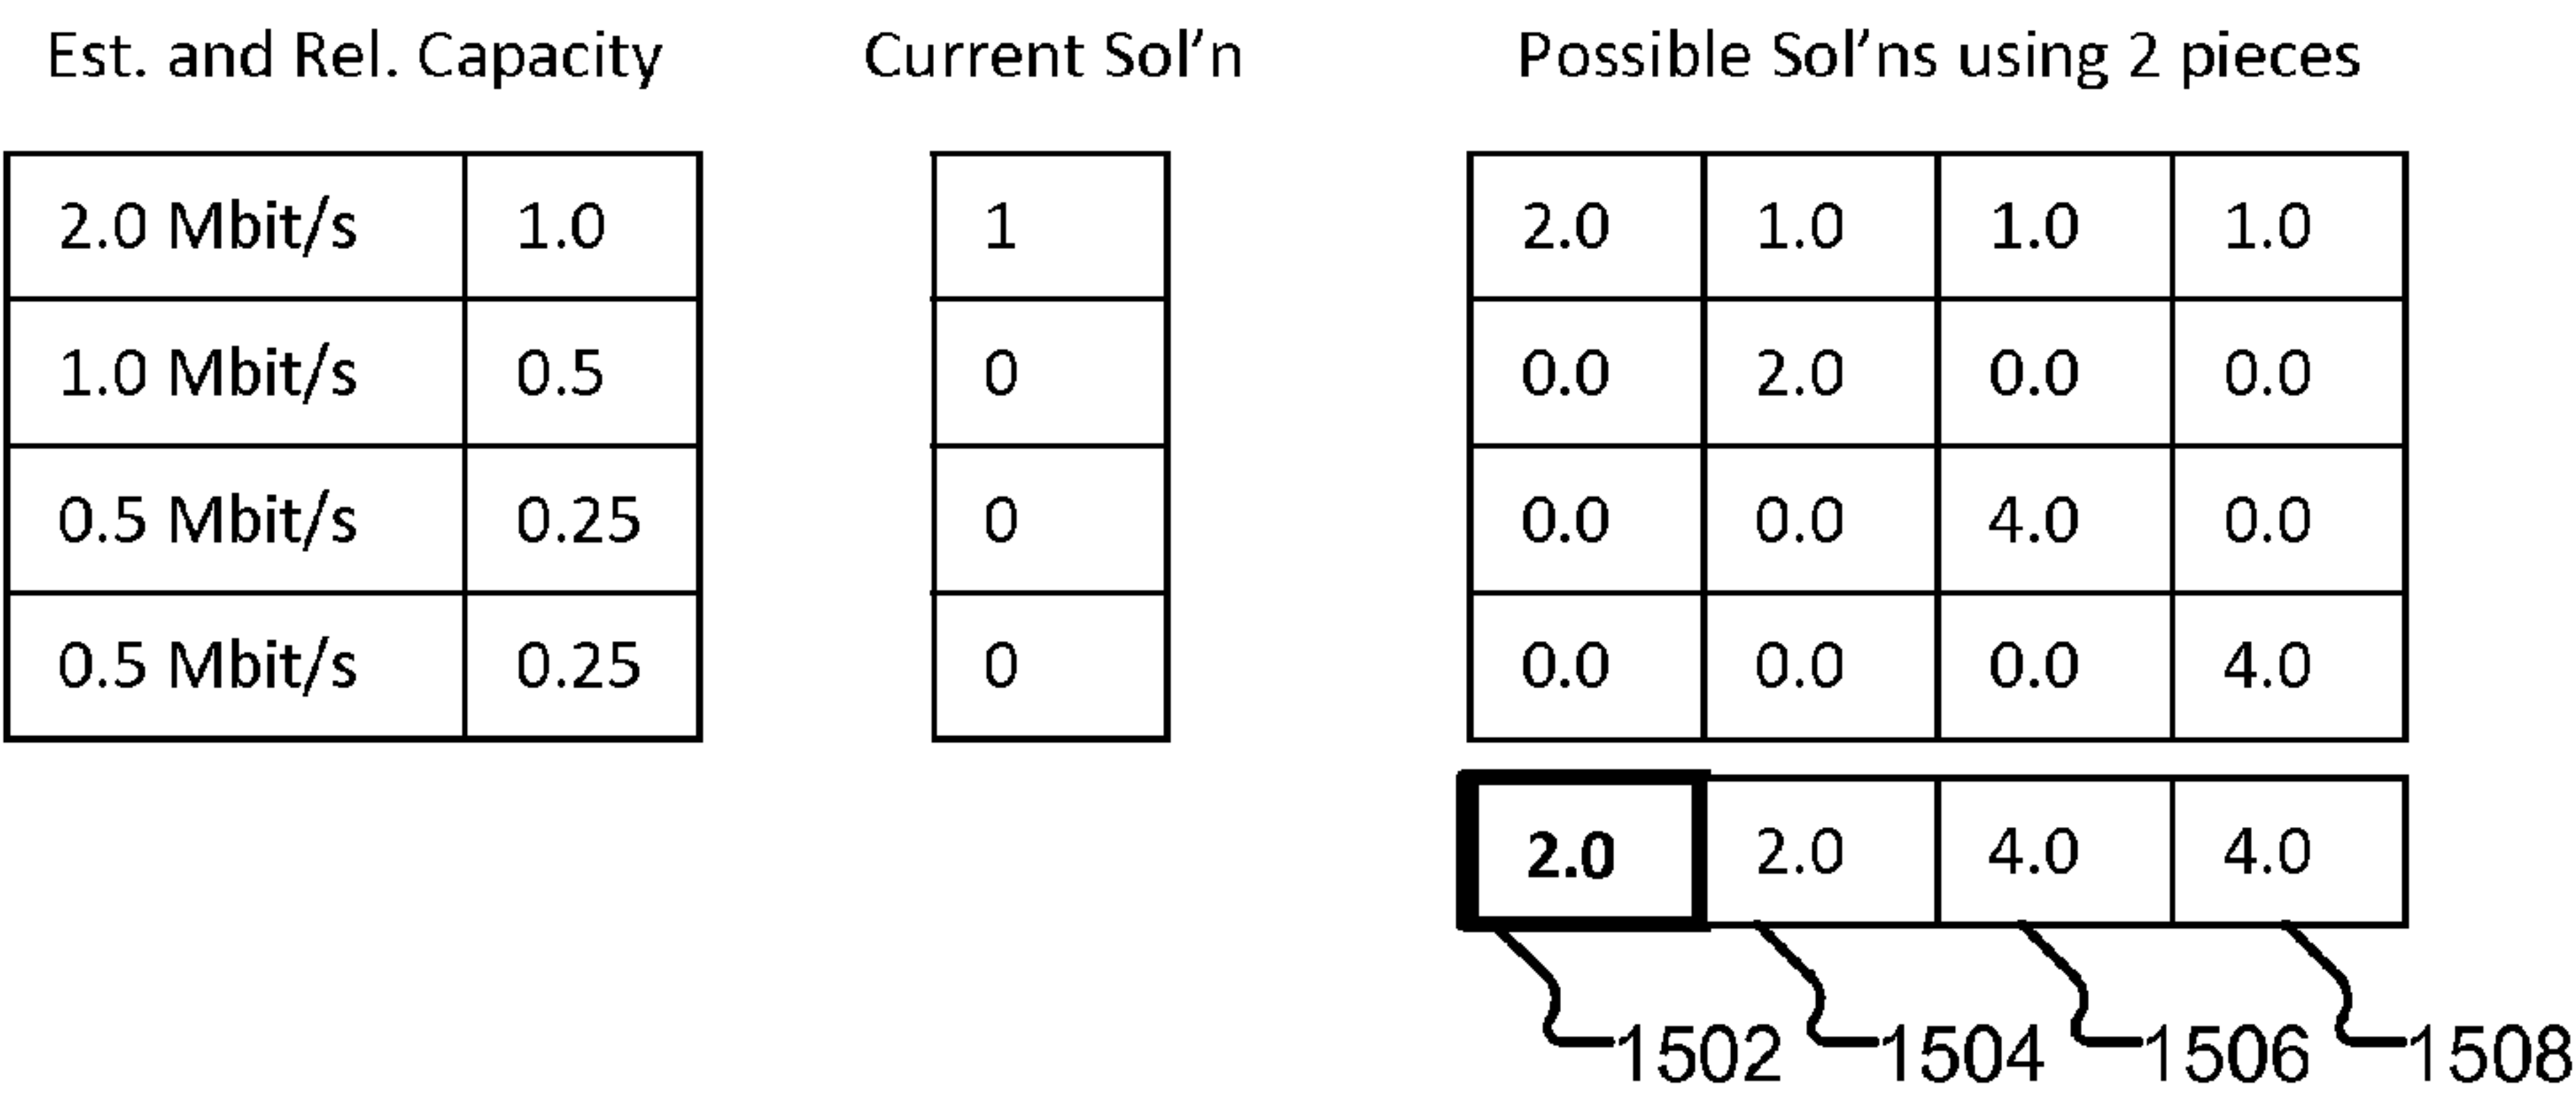 Est. and Rel. Capacity Current Sol’n Possible Sol’ns using 2 pieces
2.0 Mbit/s 1.0 1 2.0 1.0 1.0 1.0
1.0 Mbit/s 0.5 0 0.0 2.0 0.0 0.0
0.5 Mbit/s 0.25 0 0.0 0.0 4.0 0.0
0.5 Mbit/s 0.25 0 0.0 0.0 0.0 4.0
2.0 2.0 4.0 4.0
1502 1504 1506 1508